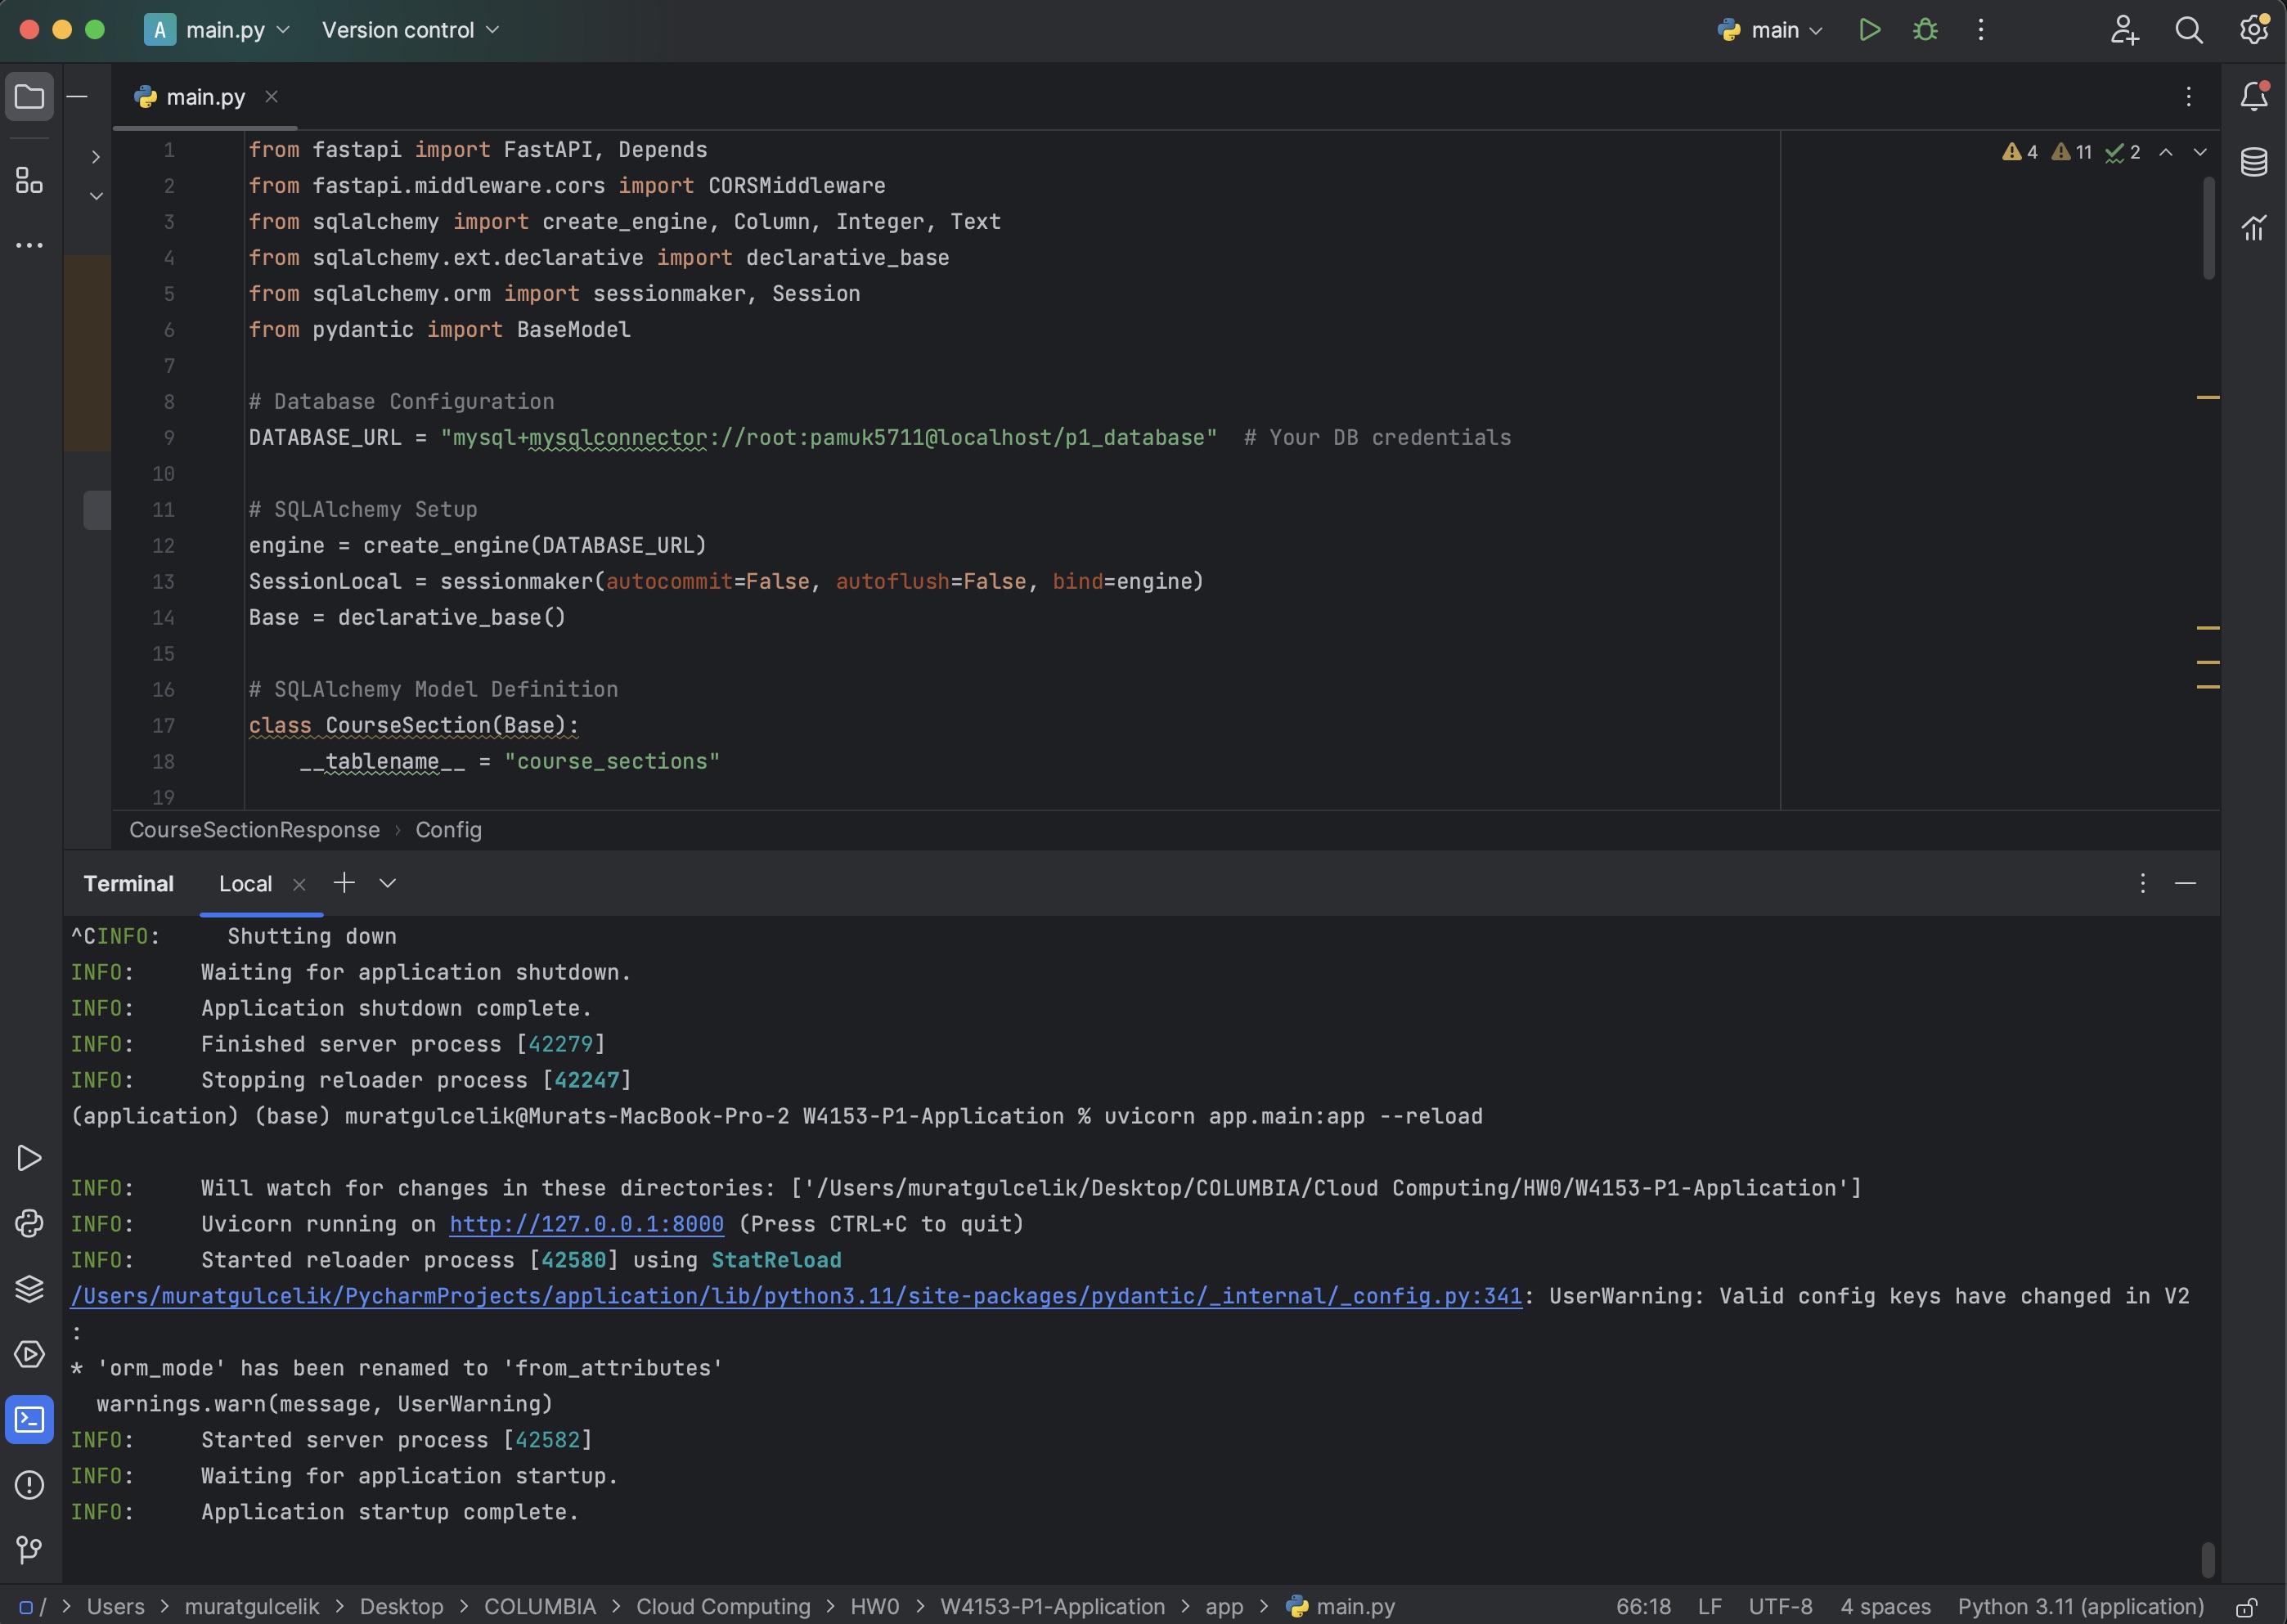 A main.py Version control main
main.py
4 11 2
1 from fastapi import FastAPI, Depends
2 from fastapi.middleware.cors import CORSMiddleware
3 from sqlalchemy import create_engine, Column, Integer, Text
4 from sqlalchemy.ext.declarative import declarative_base
5 from sqlalchemy.orm import sessionmaker, Session
6 from pydantic import BaseModel
7
8 # Database Configuration
9 DATABASE_URL = "mysql+mysqlconnector://root:pamuk5711@localhost/p1_database"  # Your DB credentials
10
11 # SQLAlchemy Setup
12 engine = create_engine(DATABASE_URL)
13 SessionLocal = sessionmaker(autocommit=False, autoflush=False, bind=engine)
14 Base = declarative_base()
15
16 # SQLAlchemy Model Definition
17 class CourseSection(Base):
18     __tablename__ = "course_sections"
19
CourseSectionResponse › Config
Terminal Local
^CINFO:     Shutting down
INFO:     Waiting for application shutdown.
INFO:     Application shutdown complete.
INFO:     Finished server process [42279]
INFO:     Stopping reloader process [42247]
(application) (base) muratgulcelik@Murats-MacBook-Pro-2 W4153-P1-Application % uvicorn app.main:app --reload
INFO:     Will watch for changes in these directories: ['/Users/muratgulcelik/Desktop/COLUMBIA/Cloud Computing/HW0/W4153-P1-Application']
INFO:     Uvicorn running on http://127.0.0.1:8000 (Press CTRL+C to quit)
INFO:     Started reloader process [42580] using StatReload
/Users/muratgulcelik/PycharmProjects/application/lib/python3.11/site-packages/pydantic/_internal/_config.py:341: UserWarning: Valid config keys have changed in V2
:
* 'orm_mode' has been renamed to 'from_attributes'
  warnings.warn(message, UserWarning)
INFO:     Started server process [42582]
INFO:     Waiting for application startup.
INFO:     Application startup complete.
/ › Users › muratgulcelik › Desktop › COLUMBIA › Cloud Computing › HW0 › W4153-P1-Application › app › main.py 66:18 LF UTF-8 4 spaces Python 3.11 (application)